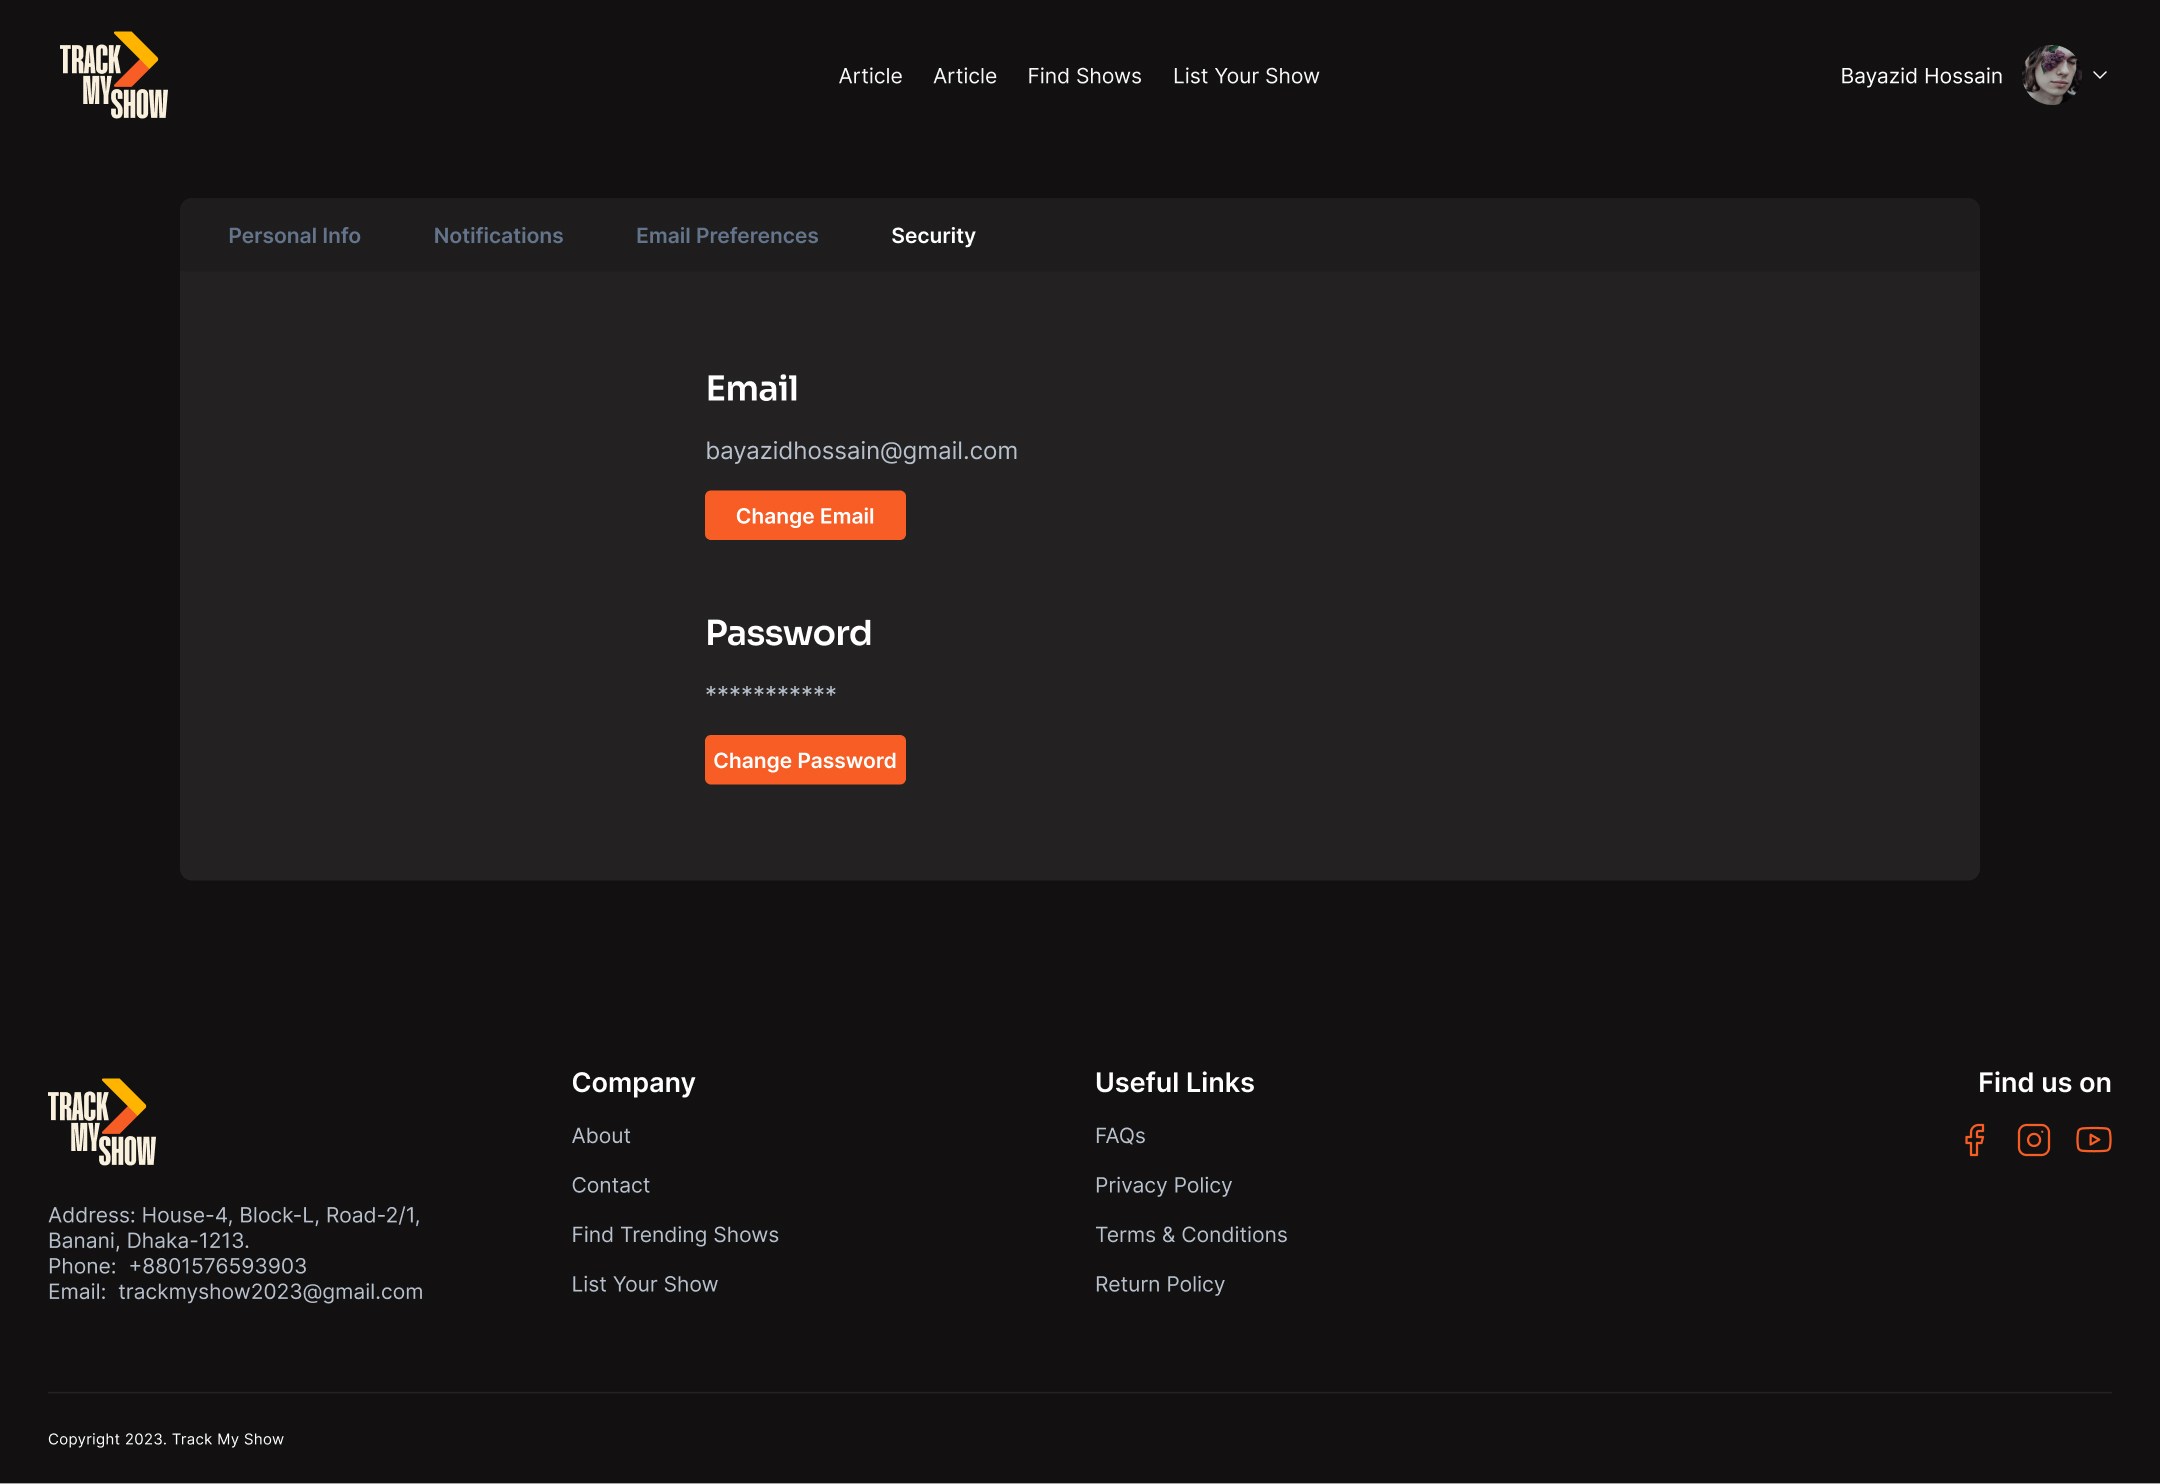 TRACK
MY
SHOW
Article
Article
Find Shows
List Your Show
Bayazid Hossain
Personal Info
Notifications
Email Preferences
Security
Email
bayazidhossain@gmail.com
Change Email
Password
***********
Change Password
TRACK
MY
SHOW
Address: House-4, Block-L, Road-2/1,
Banani, Dhaka-1213.
Phone:  +8801576593903
Email:  trackmyshow2023@gmail.com
Company
About
Contact
Find Trending Shows
List Your Show
Useful Links
FAQs
Privacy Policy
Terms & Conditions
Return Policy
Find us on
Copyright 2023. Track My Show